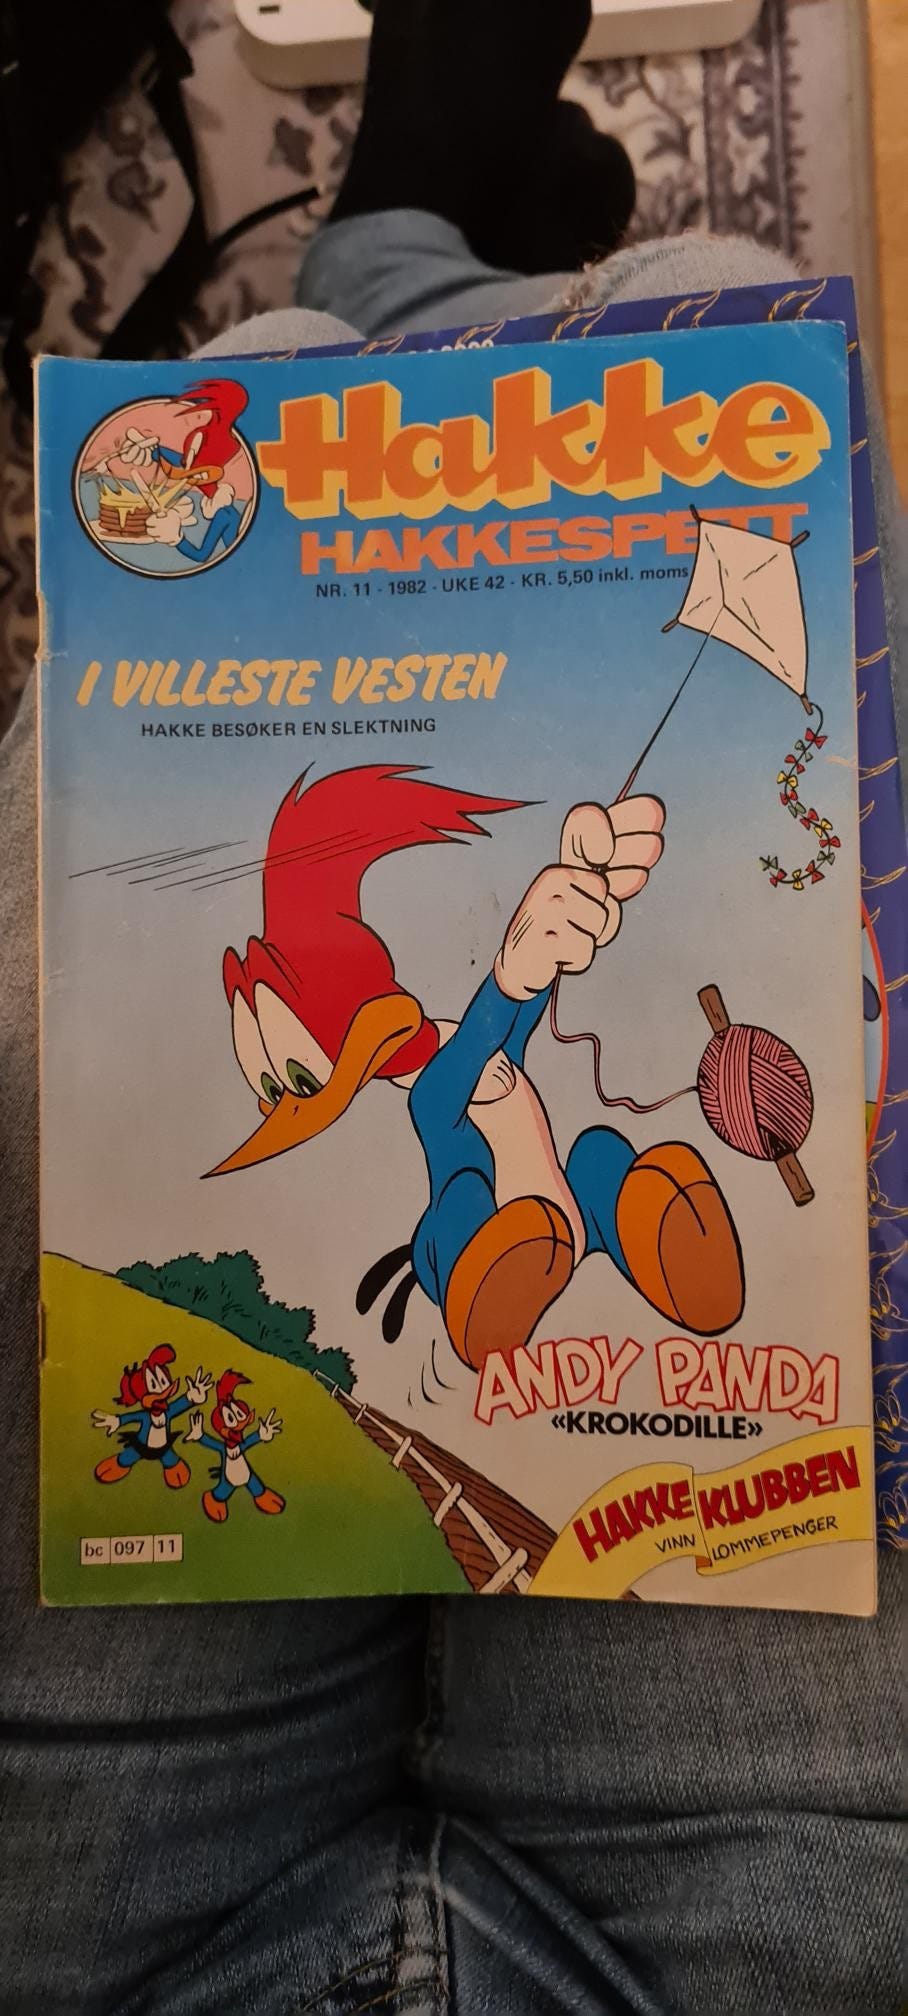 Hakke
HAKKESPETT
NR. 11 - 1982 - UKE 42 - KR. 5,50 inkl. moms
I VILLESTE VESTEN
HAKKE BESØKER EN SLEKTNING
ANDY PANDA
«KROKODILLE»
HAKKE KLUBBEN
VINN LOMMEPENGER
bc 097 11